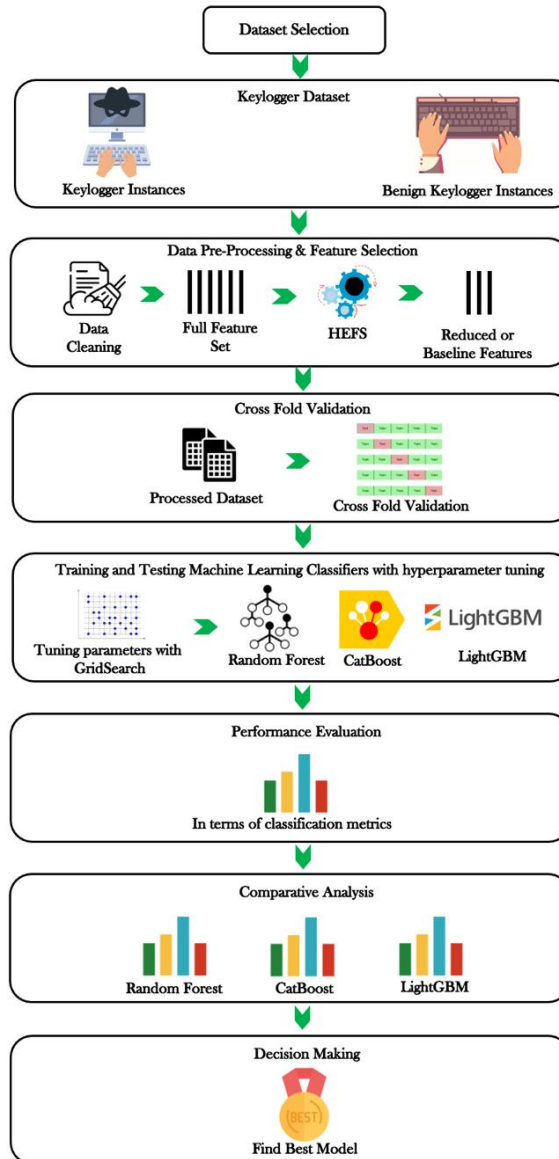 Dataset Selection
Keylogger Dataset
Keylogger Instances
Benign Keylogger Instances
Data Pre-Processing & Feature Selection
Data
Cleaning
Full Feature
Set
HEFS
Reduced or
Baseline Features
Cross Fold Validation
Processed Dataset
Cross Fold Validation
Training and Testing Machine Learning Classifiers with hyperparameter tuning
Tuning parameters with
GridSearch
Random Forest
CatBoost
LightGBM
LightGBM
Performance Evaluation
In terms of classification metrics
Comparative Analysis
Random Forest
CatBoost
LightGBM
Decision Making
BEST
Find Best Model